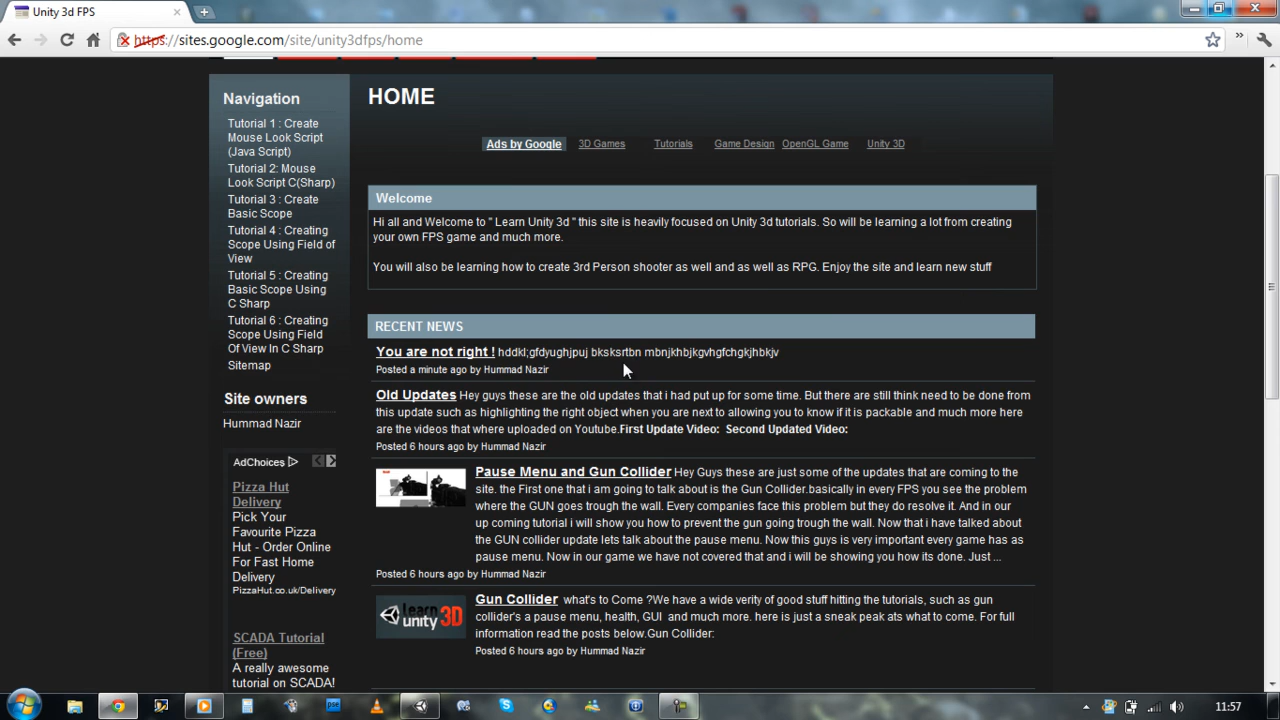 Unity 3d FPS
https://sites.google.com/site/unity3dfps/home
Navigation
Tutorial 1 : Create
Mouse Look Script
(Java Script)
Tutorial 2: Mouse
Look Script C(Sharp)
Tutorial 3 : Create
Basic Scope
Tutorial 4 : Creating
Scope Using Field of
View
Tutorial 5 : Creating
Basic Scope Using
C Sharp
Tutorial 6 : Creating
Scope Using Field
Of View In C Sharp
Sitemap
Site owners
Hummad Nazir
AdChoices
Pizza Hut
Delivery
Pick Your
Favourite Pizza
Hut - Order Online
For Fast Home
Delivery
PizzaHut.co.uk/Delivery
SCADA Tutorial
(Free)
A really awesome
tutorial on SCADA!
HOME
Ads by Google 3D Games Tutorials Game Design OpenGL Game Unity 3D
Welcome
Hi all and Welcome to " Learn Unity 3d " this site is heavily focused on Unity 3d tutorials. So will be learning a lot from creating
your own FPS game and much more.
You will also be learning how to create 3rd Person shooter as well and as well as RPG. Enjoy the site and learn new stuff
RECENT NEWS
You are not right ! hddkl;gfdyughjpuj bksksrtbn mbnjkhbjkgvhgfchgkjhbkjv
Posted a minute ago by Hummad Nazir
Old Updates Hey guys these are the old updates that i had put up for some time. But there are still think need to be done from
this update such as highlighting the right object when you are next to allowing you to know if it is packable and much more here
are the videos that where uploaded on Youtube.First Update Video: Second Updated Video:
Posted 6 hours ago by Hummad Nazir
Pause Menu and Gun Collider Hey Guys these are just some of the updates that are coming to the
site. the First one that i am going to talk about is the Gun Collider.basically in every FPS you see the problem
where the GUN goes trough the wall. Every companies face this problem but they do resolve it. And in our
up coming tutorial i will show you how to prevent the gun going trough the wall. Now that i have talked about
the GUN collider update lets talk about the pause menu. Now this guys is very important every game has as
pause menu. Now in our game we have not covered that and i will be showing you how its done. Just ...
Posted 6 hours ago by Hummad Nazir
Learn
unity 3D
Gun Collider what's to Come ?We have a wide verity of good stuff hitting the tutorials, such as gun
collider's a pause menu, health, GUI and much more. here is just a sneak peak ats what to come. For full
information read the posts below.Gun Collider:
Posted 6 hours ago by Hummad Nazir
11:57